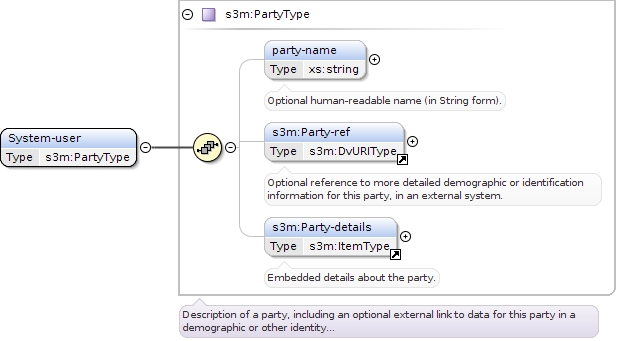 s3m:PartyType
party-name
Type xs:string
Optional human-readable name (in String form).
System-user
Type s3m:PartyType
s3m:Party-ref
Type s3m:DvURIType
Optional reference to more detailed demographic or identification
information for this party, in an external system.
s3m:Party-details
Type s3m:ItemType
Embedded details about the party.
Description of a party, including an optional external link to data for this party in a
demographic or other identity...